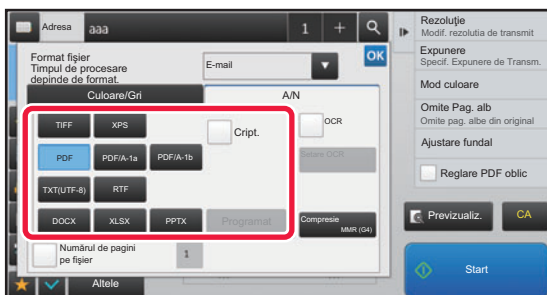 Adresa aaa 1 +
Format fişier
Timpul de procesare
depinde de format.
E-mail
OK
Culoare/Gri A/N
TIFF XPS
Cript.
OCR
PDF PDF/A-1a PDF/A-1b
Setare OCR
TXT(UTF-8) RTF
DOCX XLSX PPTX Programat
Compresie
MMR (G4)
Numărul de pagini
pe fişier
1
Altele
Rezoluţie
Modif. rezolutia de transmit
Expunere
Specif. Expunere de Transm.
Mod culoare
Omite Pag. alb
Omite pag. albe din original
Ajustare fundal
Reglare PDF oblic
Previzualiz. CA
Start